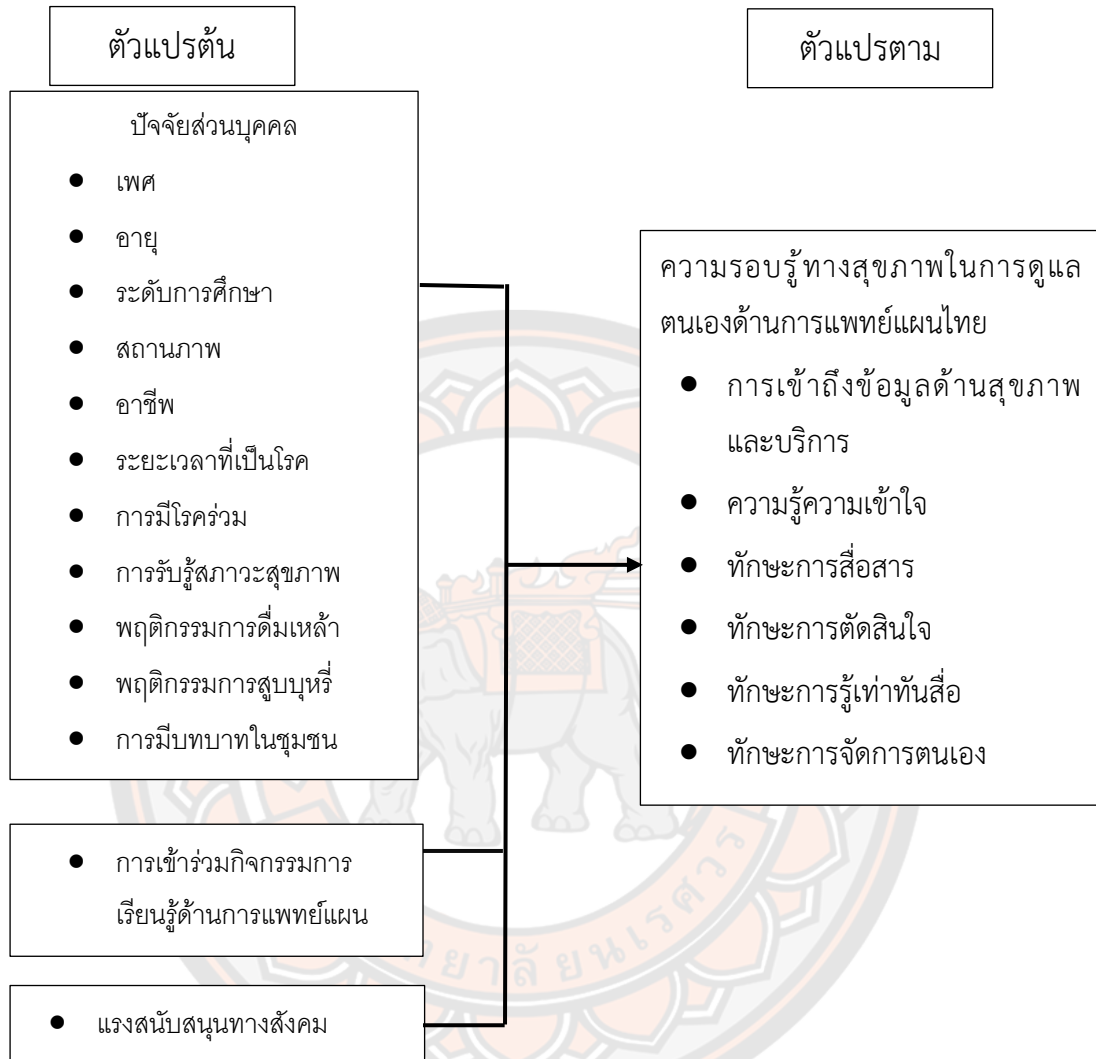 ตัวแปรต้น
ตัวแปรตาม
ปัจจัยส่วนบุคคล
● เพศ
● อายุ
● ระดับการศึกษา
● สถานภาพ
● อาชีพ
● ระยะเวลาที่เป็นโรค
● การมีโรคร่วม
● การรับรู้สภาวะสุขภาพ
● พฤติกรรมการดื่มเหล้า
● พฤติกรรมการสูบบุหรี่
● การมีบทบาทในชุมชน
● การเข้าร่วมกิจกรรมการ
เรียนรู้ด้านการแพทย์แผน
● แรงสนับสนุนทางสังคม
ความรอบรู้ทางสุขภาพในการดูแล
ตนเองด้านการแพทย์แผนไทย
● การเข้าถึงข้อมูลด้านสุขภาพ
และบริการ
● ความรู้ความเข้าใจ
● ทักษะการสื่อสาร
● ทักษะการตัดสินใจ
● ทักษะการรู้เท่าทันสื่อ
● ทักษะการจัดการตนเอง
ยาลัยนเรศวร